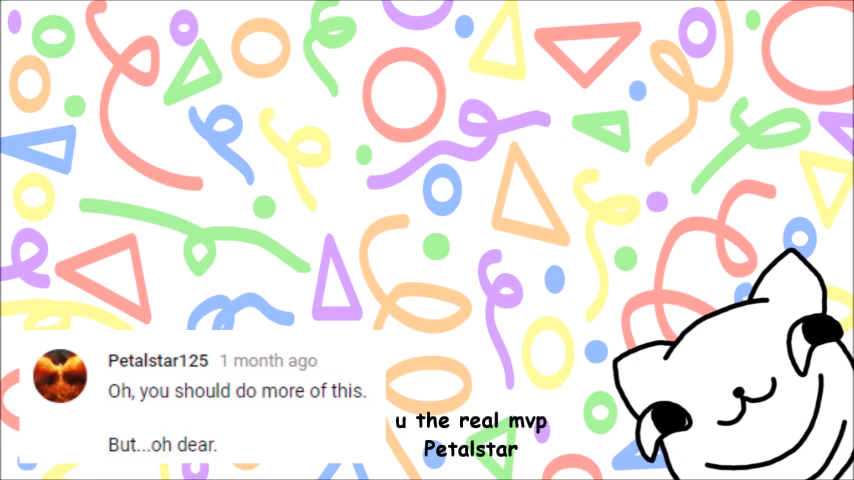 Petalstar125 1 month ago
Oh, you should do more of this.
But...oh dear.
u the real mvp
Petalstar